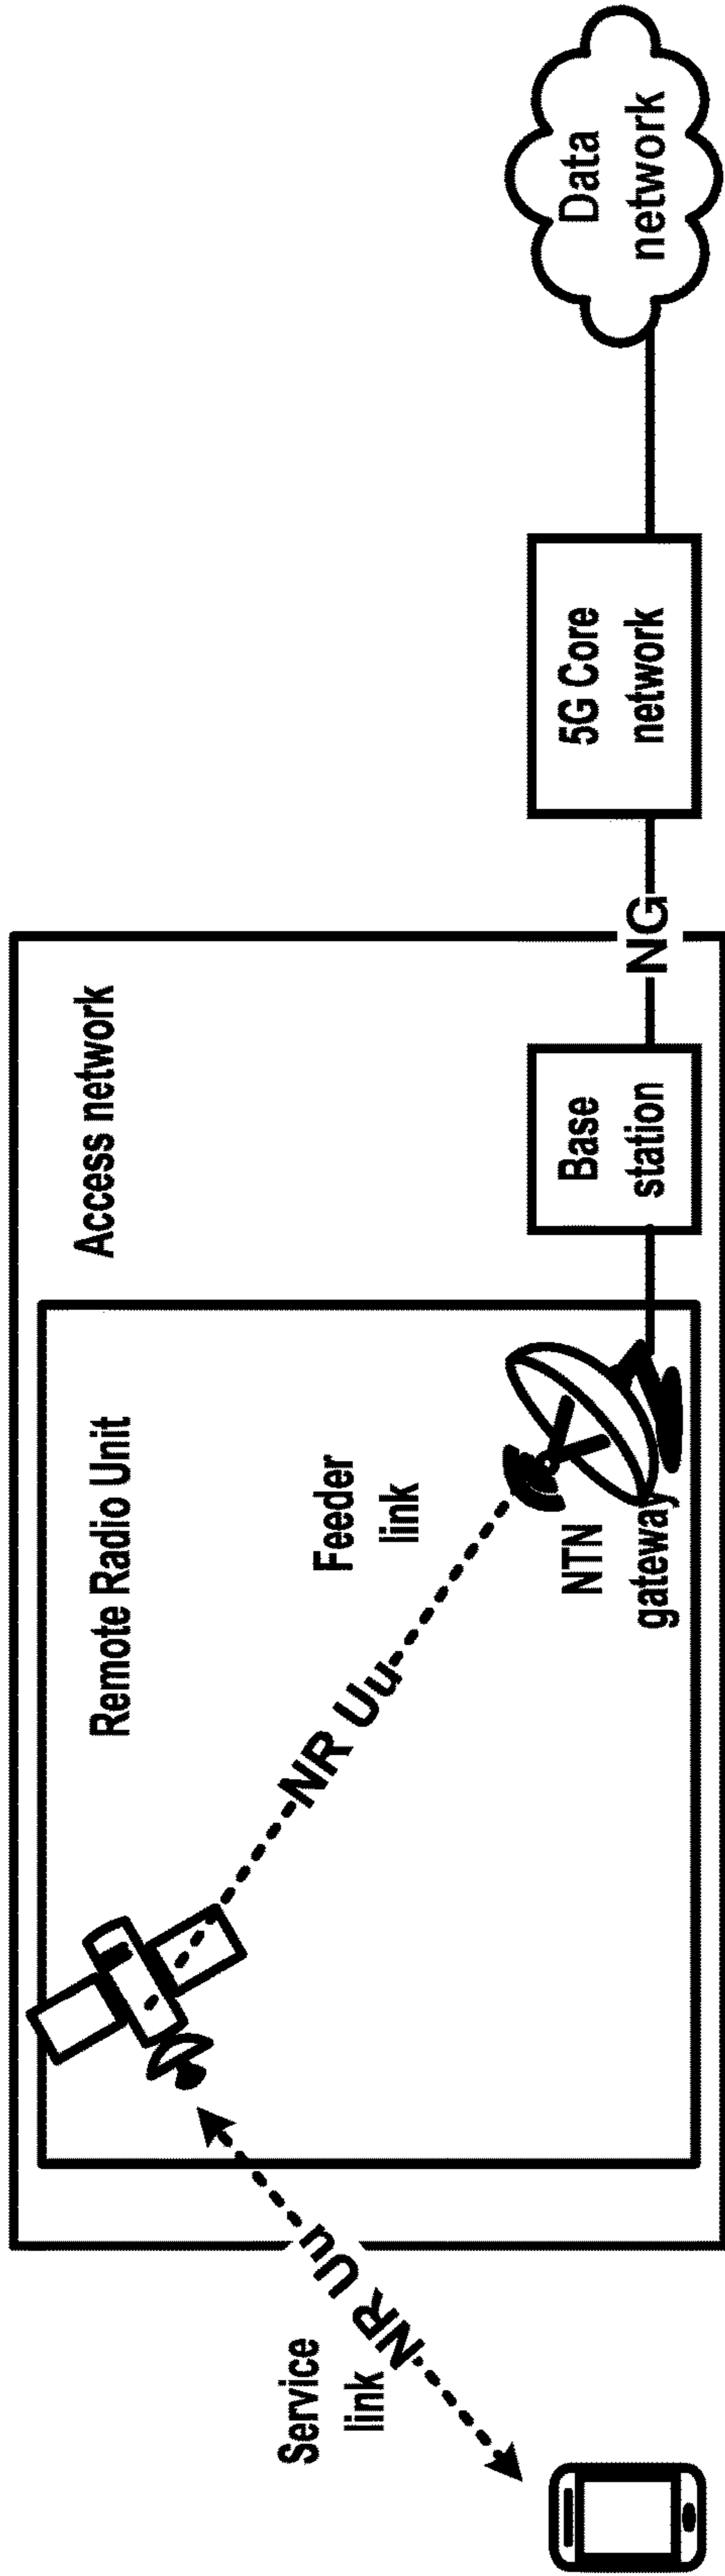 Service
link
NR Uu
Remote Radio Unit
NR Uu
Feeder
link
NTN
gateway
Access network
Base
station
NG
5G Core
network
Data
network